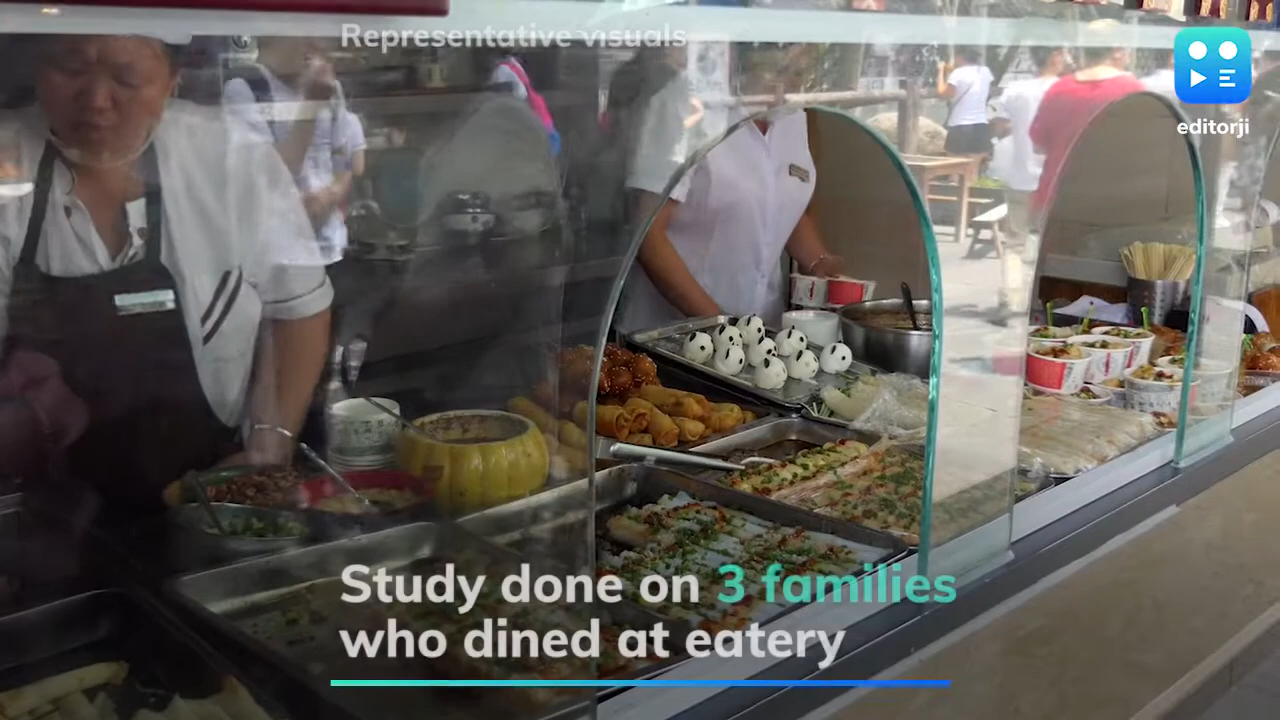 Representative visuals
editorji
Study done on 3 families
who dined at eatery